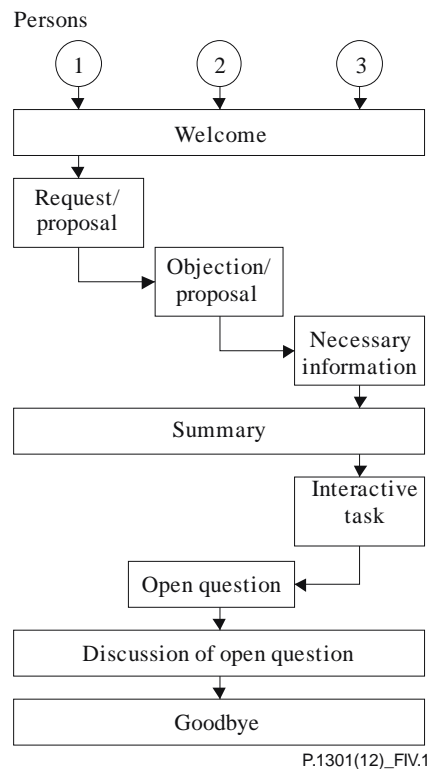 Persons
1 2 3
Welcome
Request/
proposal
Objection/
proposal
Necessary
information
Summary
Interactive
task
Open question
Discussion of open question
Goodbye
P.1301(12)_FIV.1